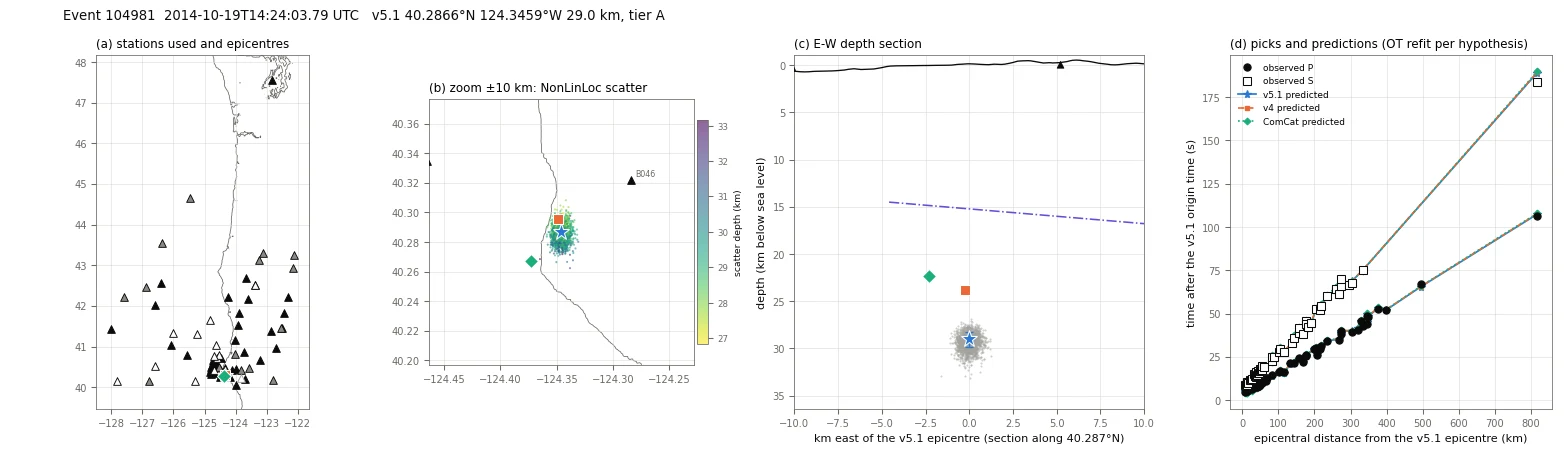 Event 104981  2014-10-19T14:24:03.79 UTC   v5.1 40.2866°N 124.3459°W 29.0 km, tier A
(a) stations used and epicentres
48
47
46
45
44
43
42
41
40
−128 −127 −126 −125 −124 −123 −122
(b) zoom ±10 km: NonLinLoc scatter
B046
40.36
40.34
40.32
40.30
40.28
40.26
40.24
40.22
40.20
−124.45 −124.40 −124.35 −124.30 −124.25
33
32
31
30
29
28
27
scatter depth (km)
(c) E-W depth section
0
5
10
15
20
25
30
35
depth (km below sea level)
−10.0 −7.5 −5.0 −2.5 0.0 2.5 5.0 7.5 10.0
km east of the v5.1 epicentre (section along 40.287°N)
(d) picks and predictions (OT refit per hypothesis)
observed P
observed S
v5.1 predicted
v4 predicted
ComCat predicted
175
150
125
100
75
50
25
0
time after the v5.1 origin time (s)
0 100 200 300 400 500 600 700 800
epicentral distance from the v5.1 epicentre (km)